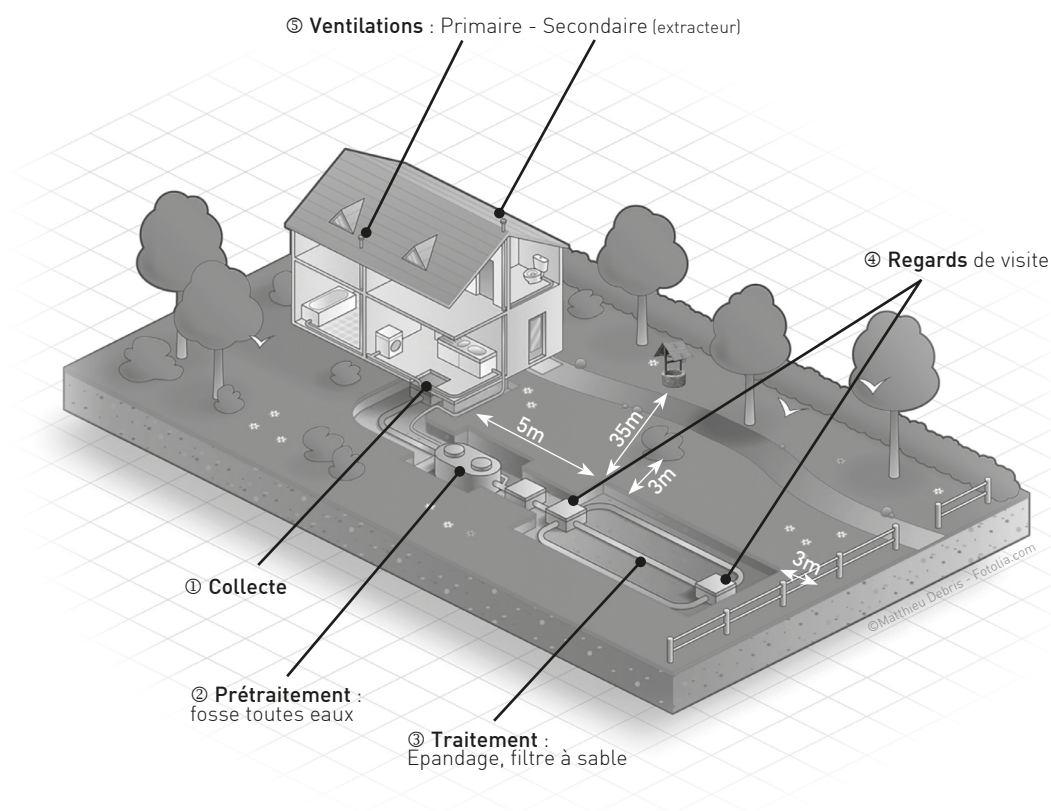 ⑤ Ventilations : Primaire - Secondaire (extracteur)
④ Regards de visite
5m
35m
3m
3m
©Matthieu Debris - Fotolia.com
① Collecte
② Prétraitement :
fosse toutes eaux
③ Traitement :
Epandage, filtre à sable